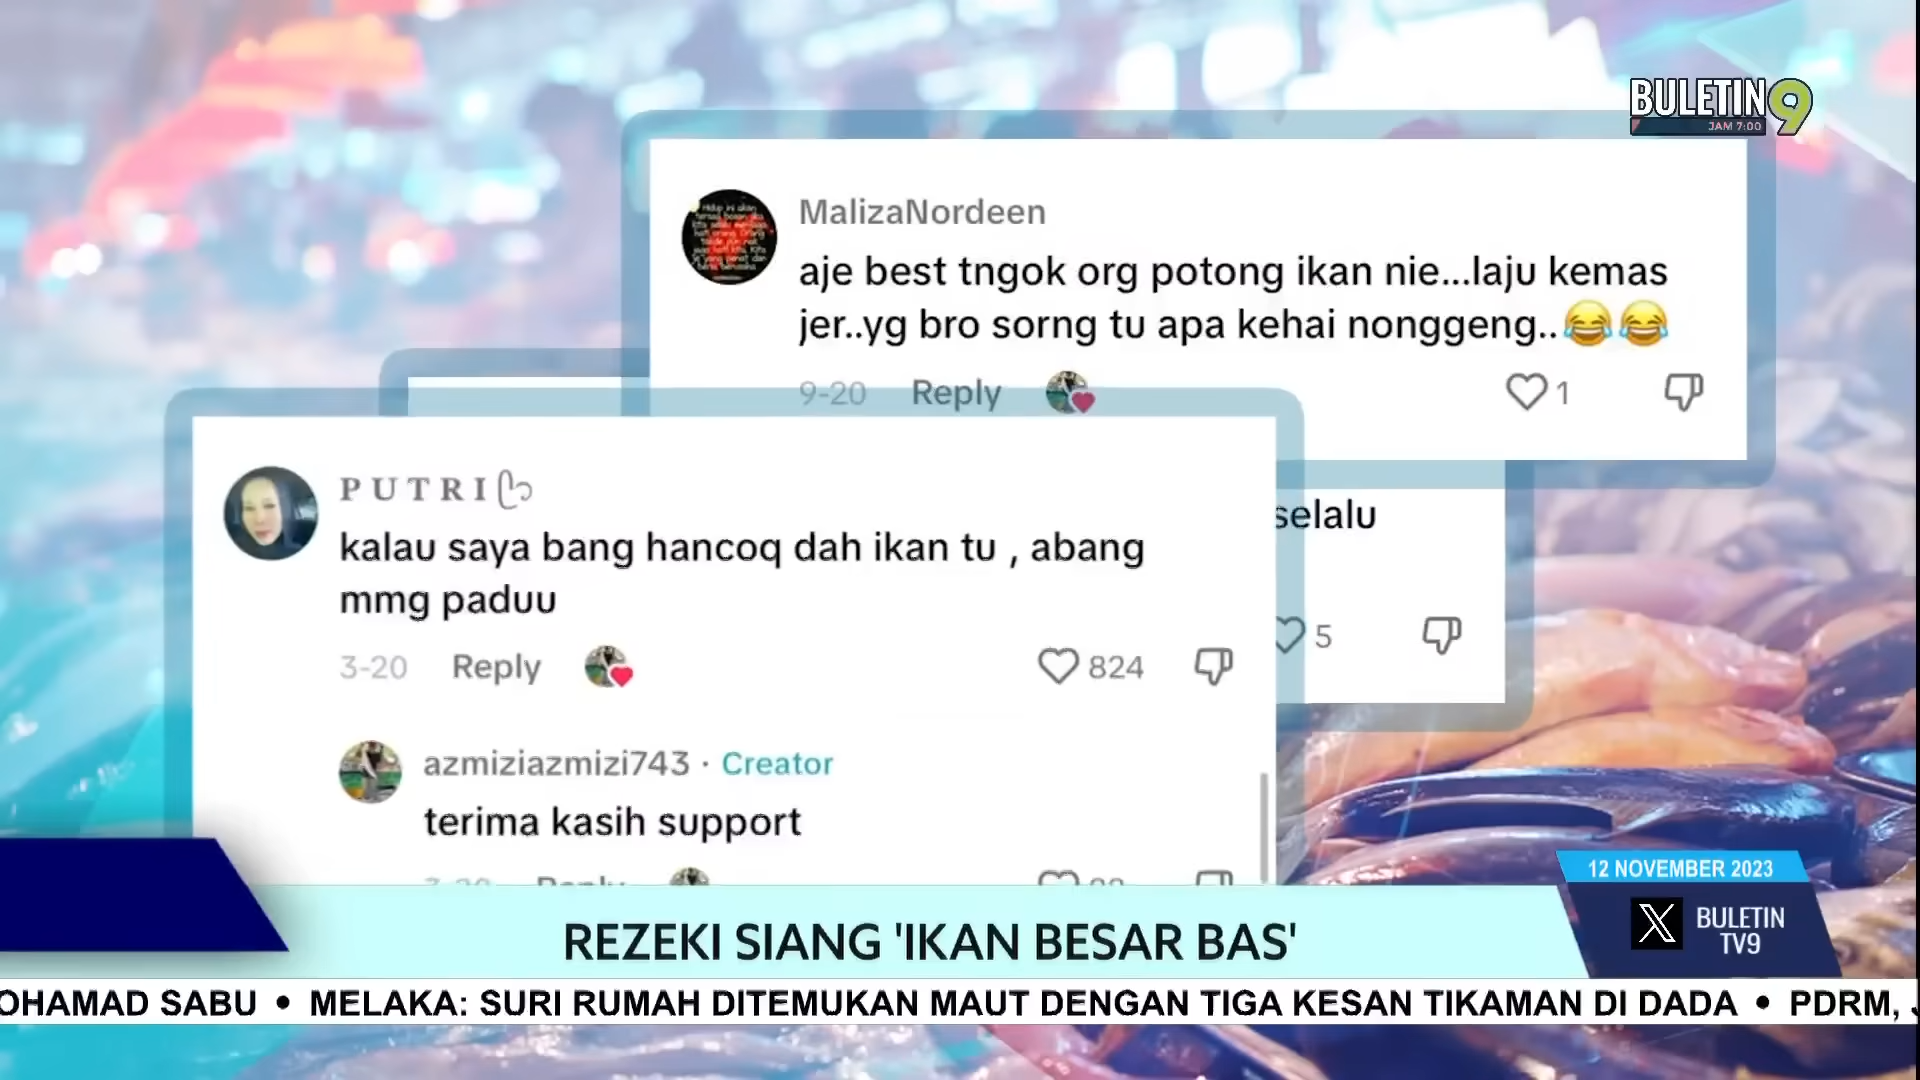 BULETIN 9
JAM 7:00
MalizaNordeen
aje best tngok org potong ikan nie...laju kemas
jer..yg bro sorng tu apa kehai nonggeng..😂😂
9-20 Reply 1
selalu
5
PUTRI
kalau saya bang hancoq dah ikan tu , abang
mmg paduu
3-20 Reply 824
azmiziazmizi743 · Creator
terima kasih support
Reply
12 NOVEMBER 2023
BULETIN
TV9
REZEKI SIANG 'IKAN BESAR BAS'
OHAMAD SABU • MELAKA: SURI RUMAH DITEMUKAN MAUT DENGAN TIGA KESAN TIKAMAN DI DADA • PDRM,